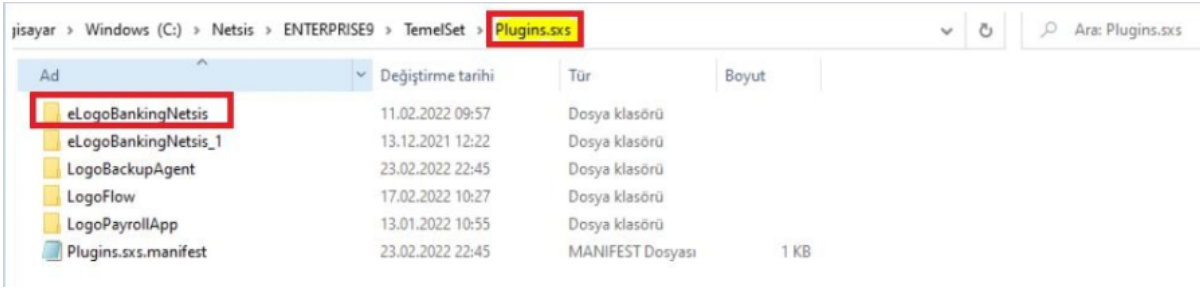 jisayar > Windows (C:) > Netsis > ENTERPRISE9 > TemelSet > Plugins.sxs Ara: Plugins.sxs
Ad Değiştirme tarihi Tür Boyut
eLogoBankingNetsis 11.02.2022 09:57 Dosya klasörü
eLogoBankingNetsis_1 13.12.2021 12:22 Dosya klasörü
LogoBackupAgent 23.02.2022 22:45 Dosya klasörü
LogoFlow 17.02.2022 10:27 Dosya klasörü
LogoPayrollApp 13.01.2022 10:55 Dosya klasörü
Plugins.sxs.manifest 23.02.2022 22:45 MANIFEST Dosyası 1 KB